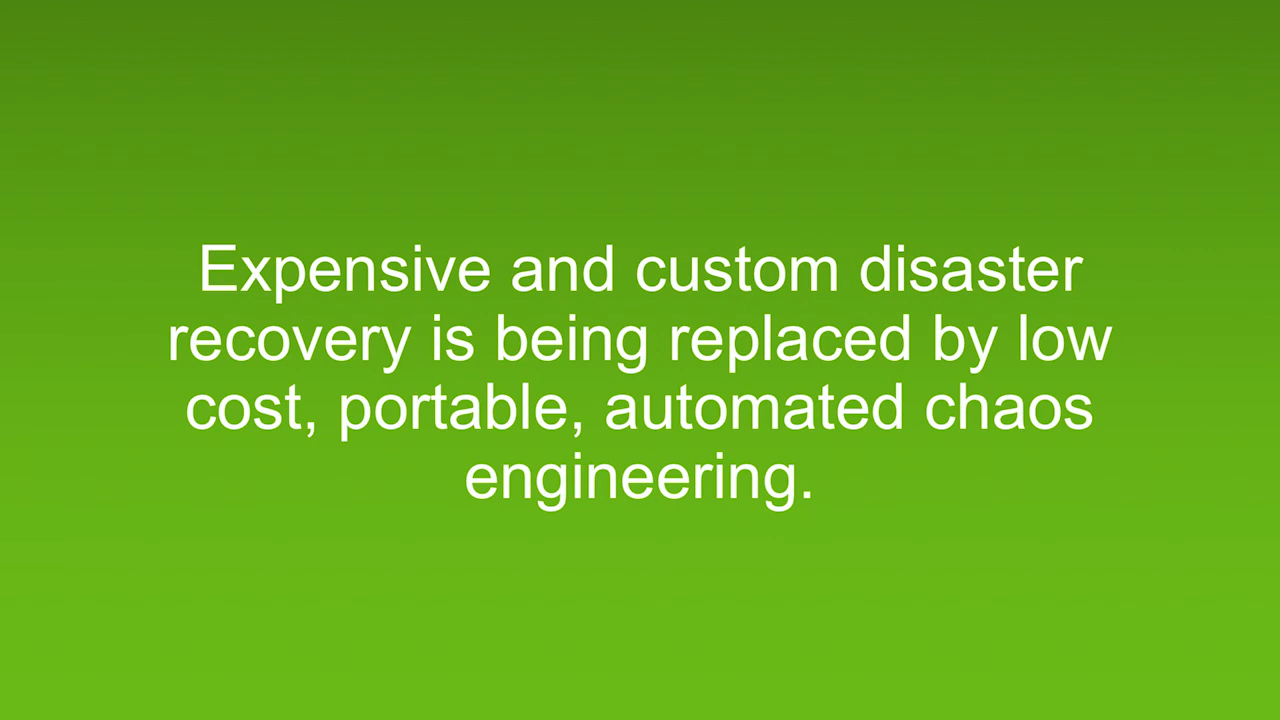 Expensive and custom disaster
recovery is being replaced by low
cost, portable, automated chaos
engineering.